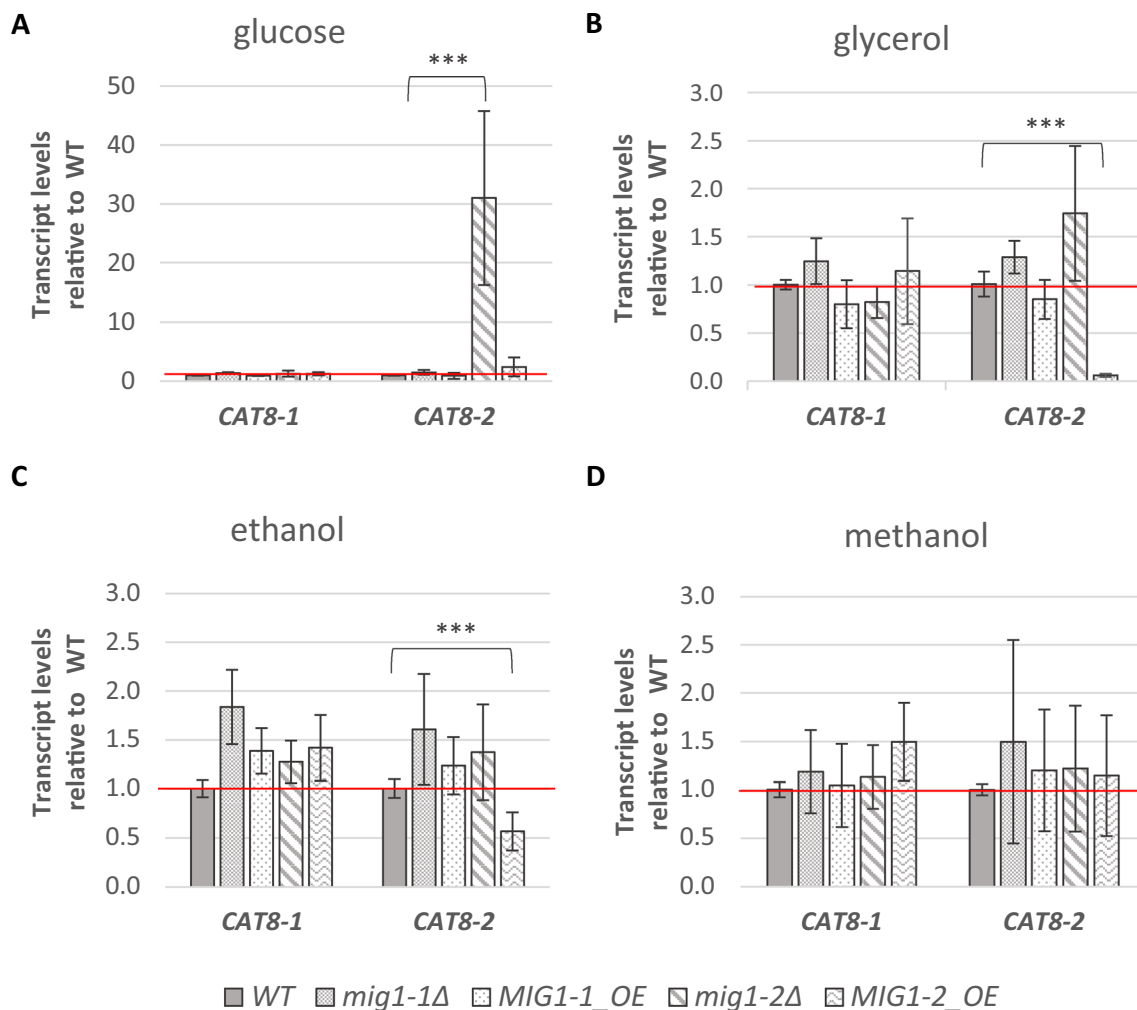 A
glucose
Transcript levels
relative to WT
50
40
30
20
10
0
***
CAT8-1
CAT8-2
B
glycerol
Transcript levels
relative to WT
3.0
2.5
2.0
1.5
1.0
0.5
0.0
***
CAT8-1
CAT8-2
C
ethanol
Transcript levels
relative to WT
3.0
2.5
2.0
1.5
1.0
0.5
0.0
***
CAT8-1
CAT8-2
D
methanol
Transcript levels
relative to WT
3.0
2.5
2.0
1.5
1.0
0.5
0.0
CAT8-1
CAT8-2
WT mig1-1Δ MIG1-1_OE mig1-2Δ MIG1-2_OE